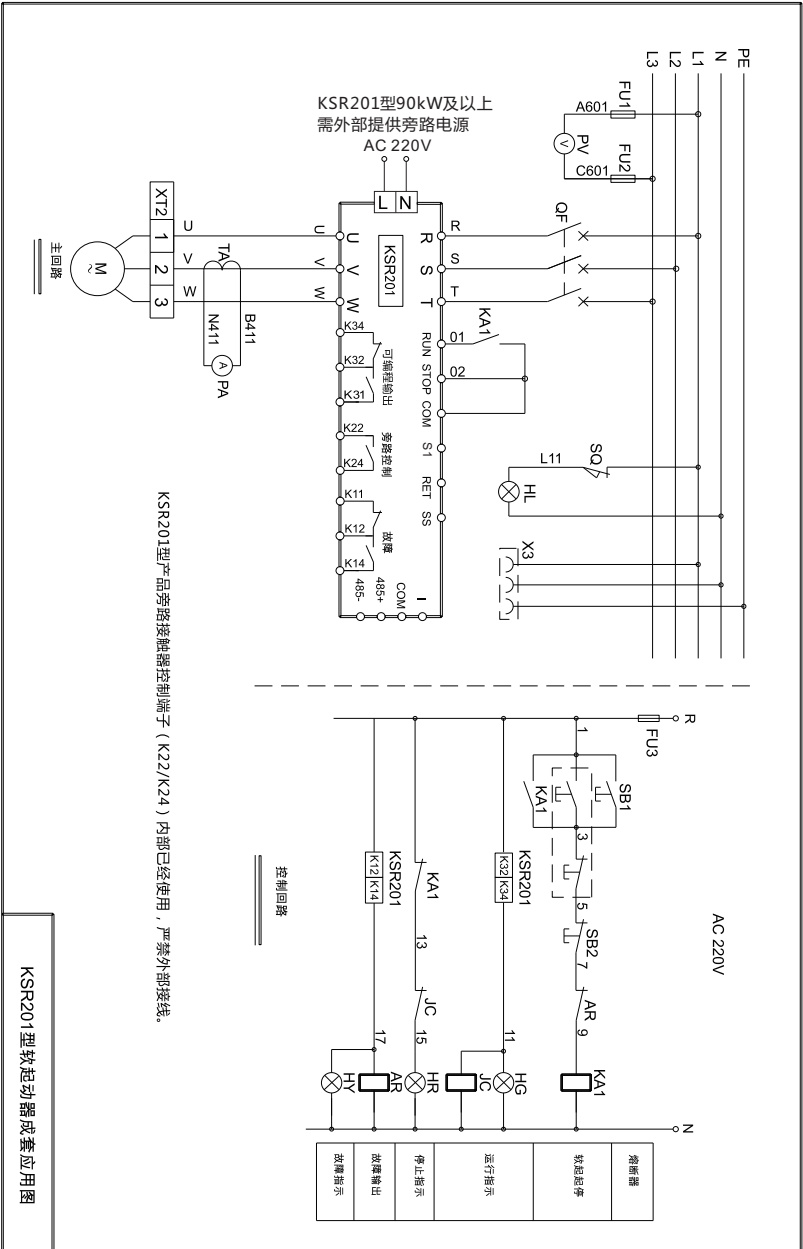 KSR201型90kW及以上
需外部提供旁路电源
AC 220V
L N
PE
N
L1
L2
L3
FU1
A601
PV
V
C601
FU2
QF
R
S
T
R S T
KSR201
U V W
U
V
W
XT2
1
2
3
U
V
W
TA
B411
N411
A
PA
M
~
主回路
KA1
01
02
RUN STOP COM S1 RET SS
K34
K32
K31
可编程输出
K22
K24
旁路控制
K11
K12
K14
故障
485-
485+
COM
I
SQ
L11
HL
X3
KSR201型产品旁路接触器控制端子（K22/K24）内部已经使用，严禁外部接线。
AC 220V
R
FU3
N
1
SB1
KA1
3
5
SB2
7
AR
9
KA1
KSR201
K32 K34
11
HG
JC
KA1
13
JC
15
HR
KSR201
K12 K14
17
AR
HY
控制回路
熔断器
软起起停
运行指示
停止指示
故障输出
故障指示
KSR201型软起动器成套应用图